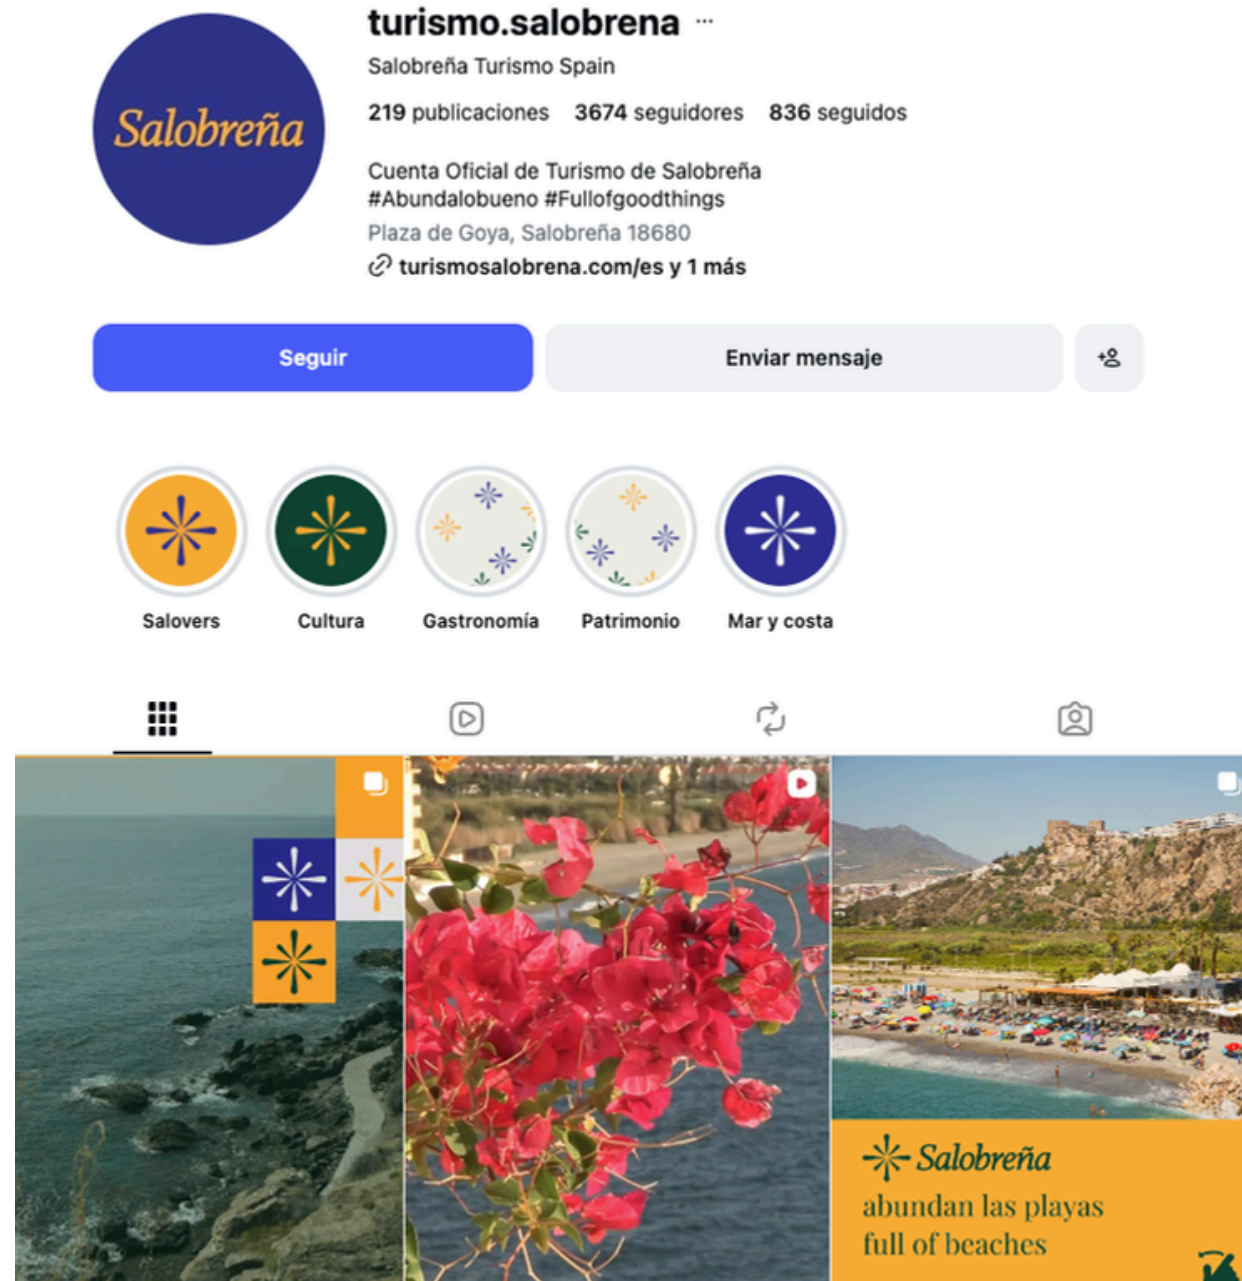 turismo.salobrena ...
Salobreña Turismo Spain
219 publicaciones 3674 seguidores 836 seguidos
Cuenta Oficial de Turismo de Salobreña
#Abundalobueno #Fullofgoodthings
Plaza de Goya, Salobreña 18680
turismosalobrena.com/es y 1 más
Salobreña
Seguir
Enviar mensaje
Salovers
Cultura
Gastronomía
Patrimonio
Mar y costa
Salobreña
abundan las playas
full of beaches